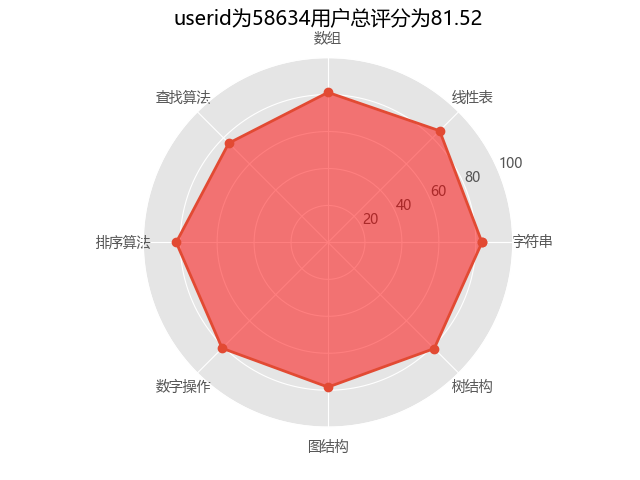 userid为58634用户总评分为81.52
数组
查找算法
线性表
100
80
60
40
20
排序算法
字符串
数字操作
树结构
图结构